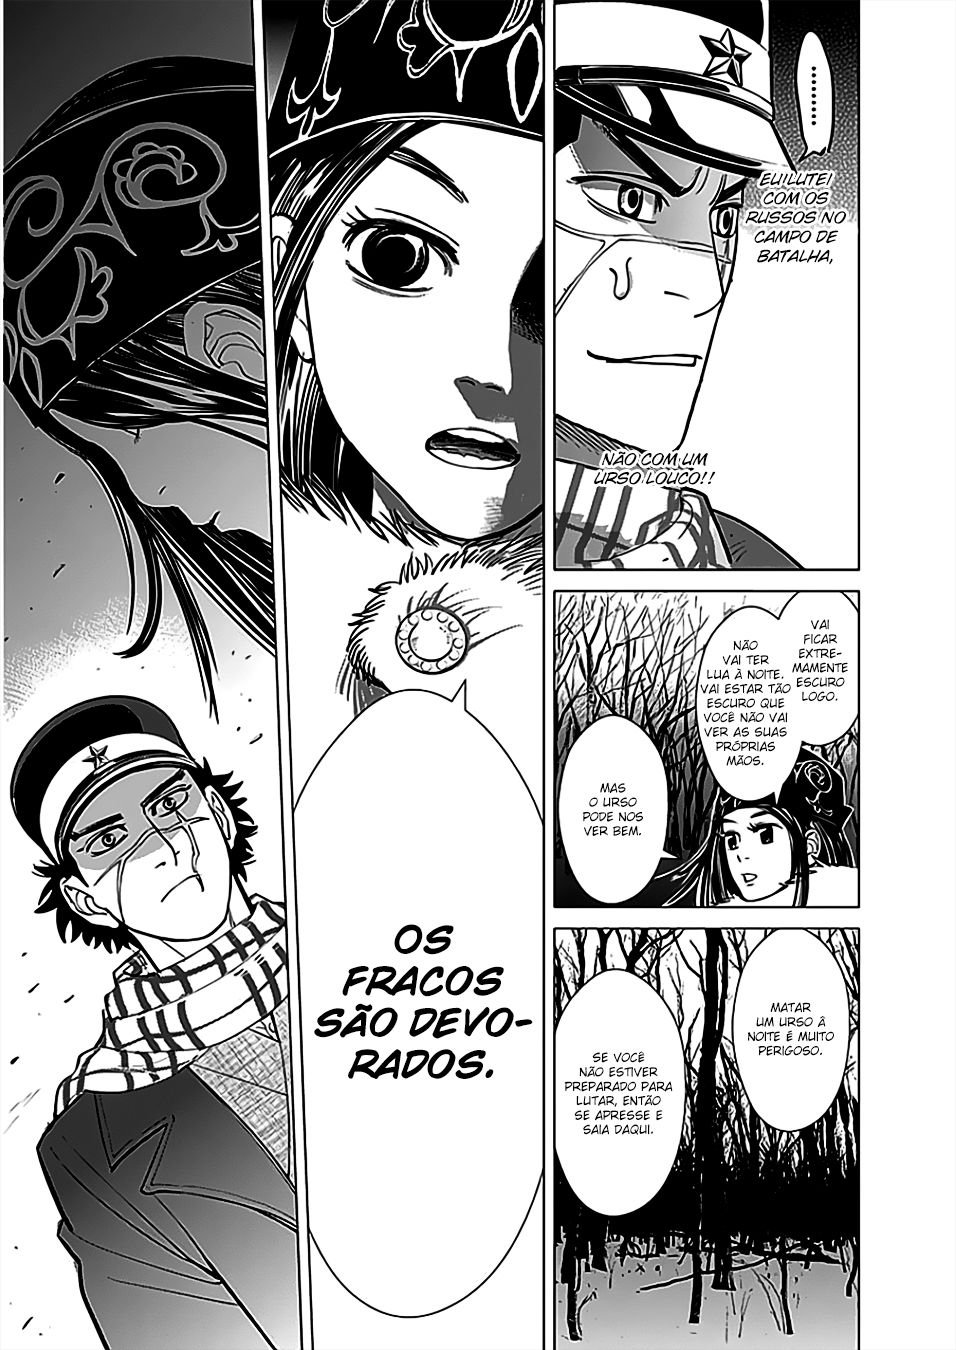 .........
EU LUTEI
COM OS
RUSSOS NO
CAMPO DE
BATALHA,
NÃO COM UM
URSO LOUCO!!
VAI
FICAR
EXTRE-
MAMENTE
ESCURO
LOGO.
NÃO
VAI TER
LUA À NOITE.
VAI ESTAR TÃO
ESCURO QUE
VOCÊ NÃO VAI
VER AS SUAS
PRÓPRIAS
MÃOS.
MAS
O URSO
PODE NOS
VER BEM.
MATAR
UM URSO Â
NOITE É MUITO
PERIGOSO.
SE VOCÊ
NÃO ESTIVER
PREPARADO PARA
LUTAR, ENTÃO
SE APRESSE E
SAIA DAQUI.
OS
FRACOS
SÃO DEVO-
RADOS.